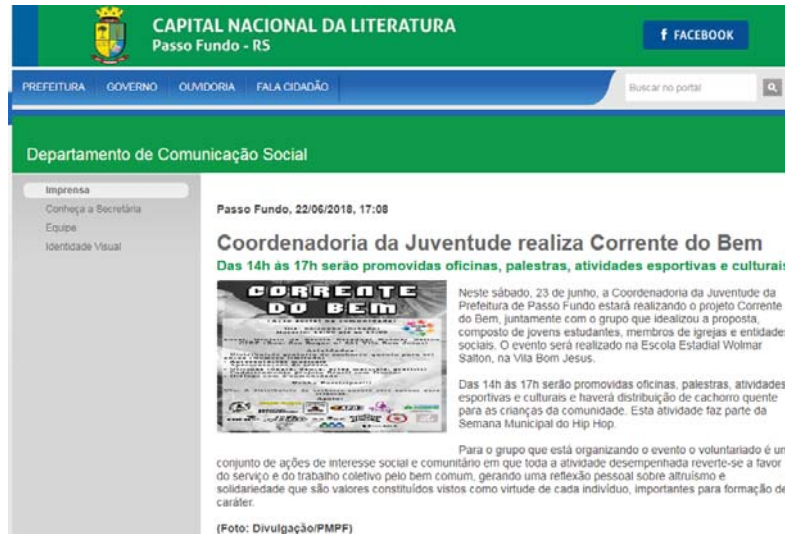 CAPITAL NACIONAL DA LITERATURA
Passo Fundo - RS
f FACEBOOK
PREFEITURA GOVERNO OUVIDORIA FALA CIDADÃO
Buscar no portal
Departamento de Comunicação Social
Imprensa
Conheça a Secretária
Equipe
Identidade Visual
Passo Fundo, 22/06/2018, 17:08
Coordenadoria da Juventude realiza Corrente do Bem
Das 14h às 17h serão promovidas oficinas, palestras, atividades esportivas e culturais
CORRENTE
DO BEM
Neste sábado, 23 de junho, a Coordenadoria da Juventude da
Prefeitura de Passo Fundo estará realizando o projeto Corrente
do Bem, juntamente com o grupo que idealizou a proposta,
composto de jovens estudantes, membros de igrejas e entidades
sociais. O evento será realizado na Escola Estadial Wolmar
Salton, na Vila Bom Jesus.
Das 14h às 17h serão promovidas oficinas, palestras, atividades
esportivas e culturais e haverá distribuição de cachorro quente
para as crianças da comunidade. Esta atividade faz parte da
Semana Municipal do Hip Hop.
Para o grupo que está organizando o evento o voluntariado é um
conjunto de ações de interesse social e comunitário em que toda a atividade desempenhada reverte-se a favor
do serviço e do trabalho coletivo pelo bem comum, gerando uma reflexão pessoal sobre altruísmo e
solidariedade que são valores constituídos vistos como virtude de cada indivíduo, importantes para formação de
caráter.
(Foto: Divulgação/PMPF)